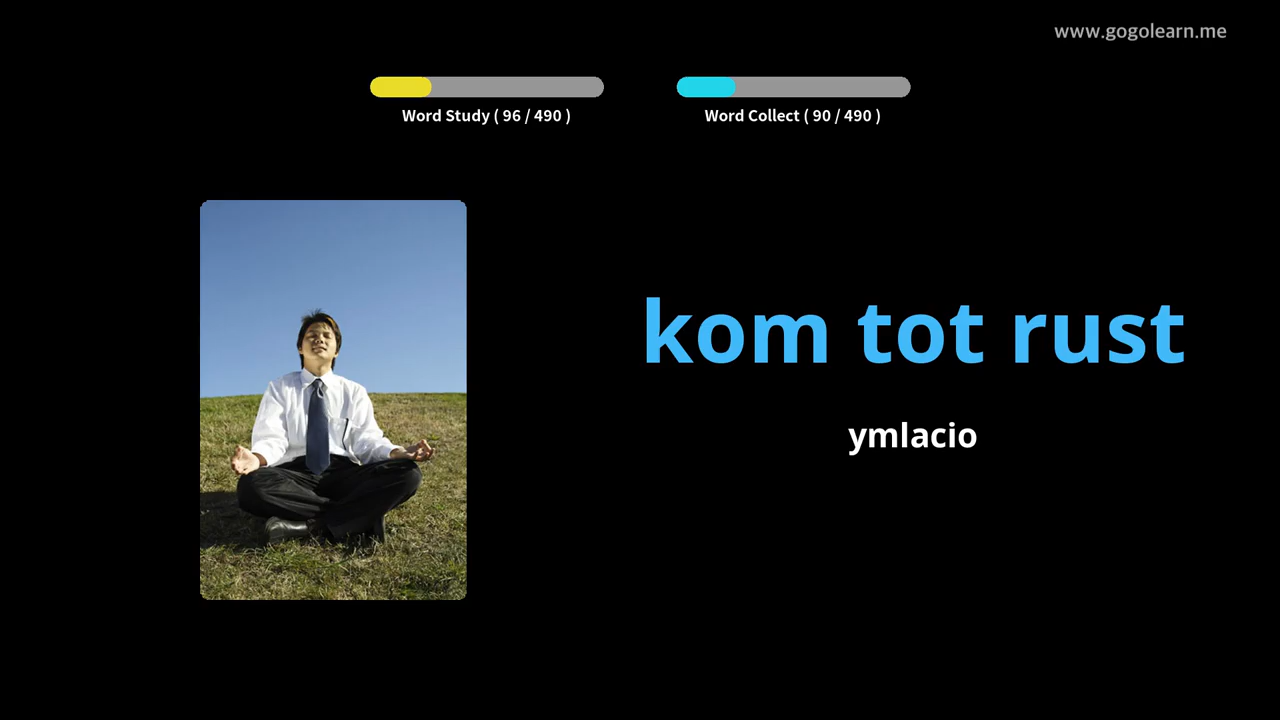 www.gogolearn.me
Word Study ( 96 / 490 )
Word Collect ( 90 / 490 )
kom tot rust
ymlacio